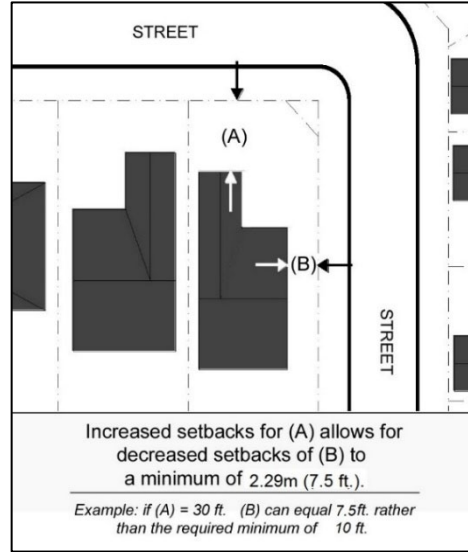 STREET
(A)
(B)
STREET
Increased setbacks for (A) allows for
decreased setbacks of (B) to
a minimum of 2.29m (7.5 ft.).
Example: if (A) = 30 ft. (B) can equal 7.5ft. rather
than the required minimum of 10 ft.